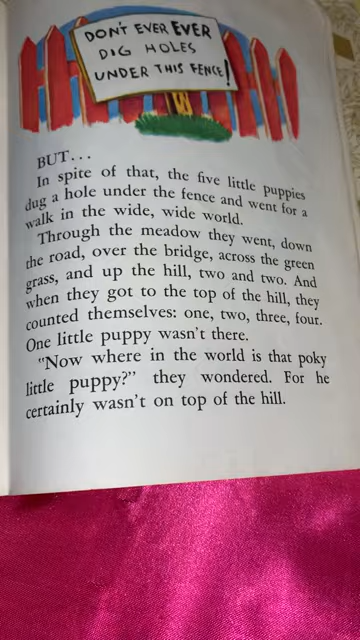 DON'T EVER EVER
DIG HOLES
UNDER THIS FENCE!
BUT...
In spite of that, the five little puppies
dug a hole under the fence and went for a
walk in the wide, wide world.
Through the meadow they went, down
the road, over the bridge, across the green
grass, and up the hill, two and two. And
when they got to the top of the hill, they
counted themselves: one, two, three, four.
One little puppy wasn't there.
"Now where in the world is that poky
little puppy?" they wondered. For he
certainly wasn't on top of the hill.